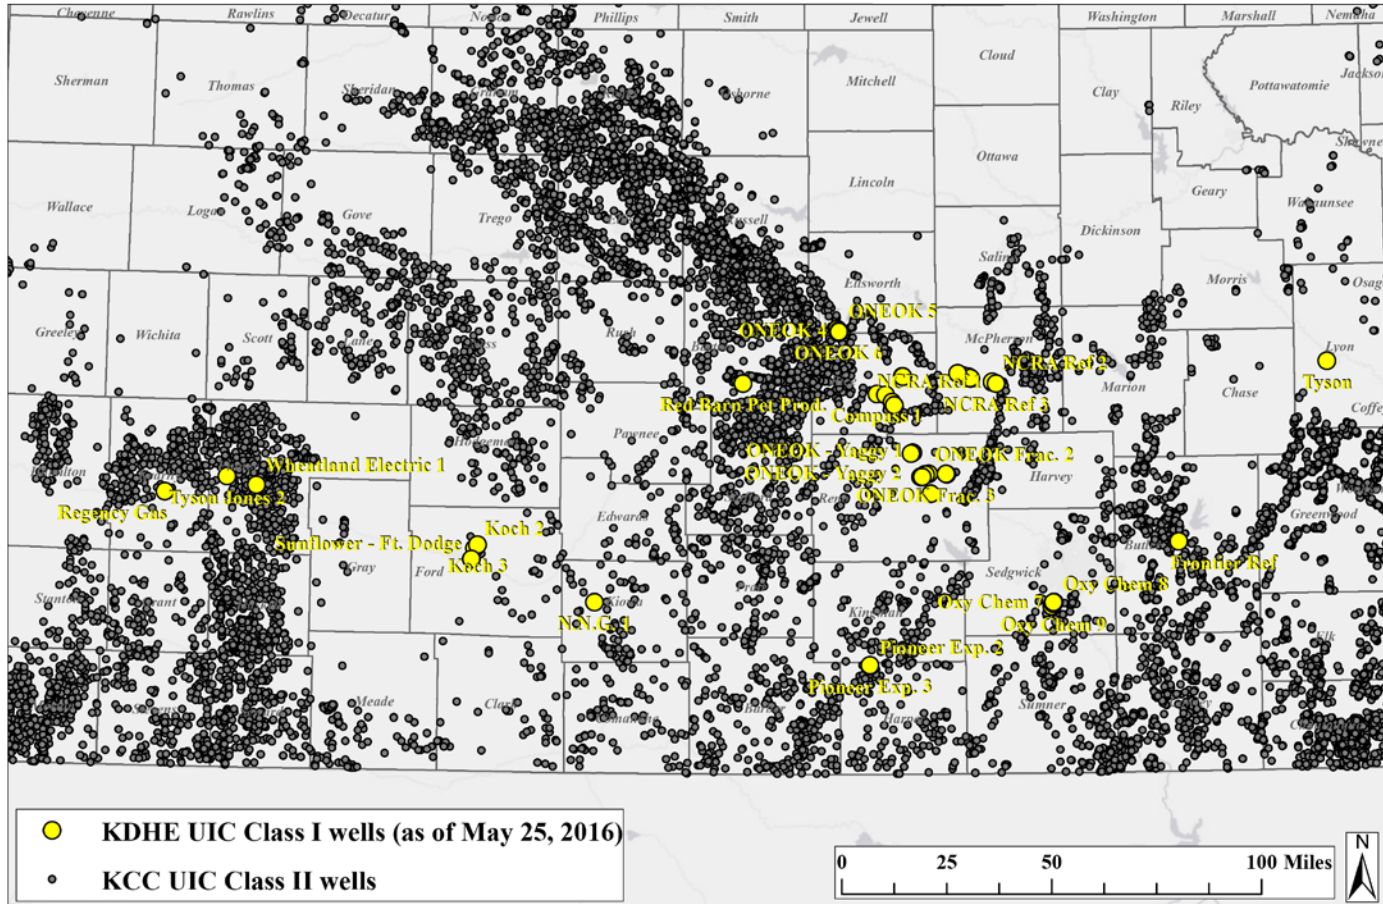 Cheyenne
Rawlins
Decatur
Norton
Phillips
Smith
Jewell
Washington
Marshall
Nemaha
Cloud
Sherman
Thomas
Sheridan
Graham
Osborne
Mitchell
Clay
Riley
Pottawatomie
Jackson
Shawnee
Ottawa
Lincoln
Geary
Wallace
Logan
Gove
Trego
Russell
Wabaunsee
Dickinson
Saline
Ellsworth
Morris
Osage
ONEOK 5
ONEOK 4
ONEOK 6
Greeley
Wichita
Scott
Lane
Ness
Rush
Barton
McPherson
NCRA Ref 2
Lyon
Tyson
NCRA Ref 1
Red Barn Pet Prod.
NCRA Ref 3
Marion
Chase
Compass 1
Coffey
Pawnee
Hodgeman
ONEOK - Yaggy 1
ONEOK Frac. 2
Hamilton
Wheatland Electric 1
ONEOK - Yaggy 2
Harvey
Tyson Jones 2
Reno
ONEOK Frac. 3
Regency Gas
Edwards
Greenwood
Koch 2
Sunflower - Ft. Dodge
Butler
Frontier Ref
Koch 3
Gray
Ford
Sedgwick
Stanton
Grant
Pratt
Oxy Chem 8
Kiowa
Kingman
Oxy Chem 7
N.N.G. 1
Oxy Chem 9
Elk
Pioneer Exp. 2
Pioneer Exp. 3
Meade
Clark
Stevens
Comanche
Barber
Harper
Sumner
Cowley
KDHE UIC Class I wells (as of May 25, 2016)
KCC UIC Class II wells
0 25 50 100 Miles
N